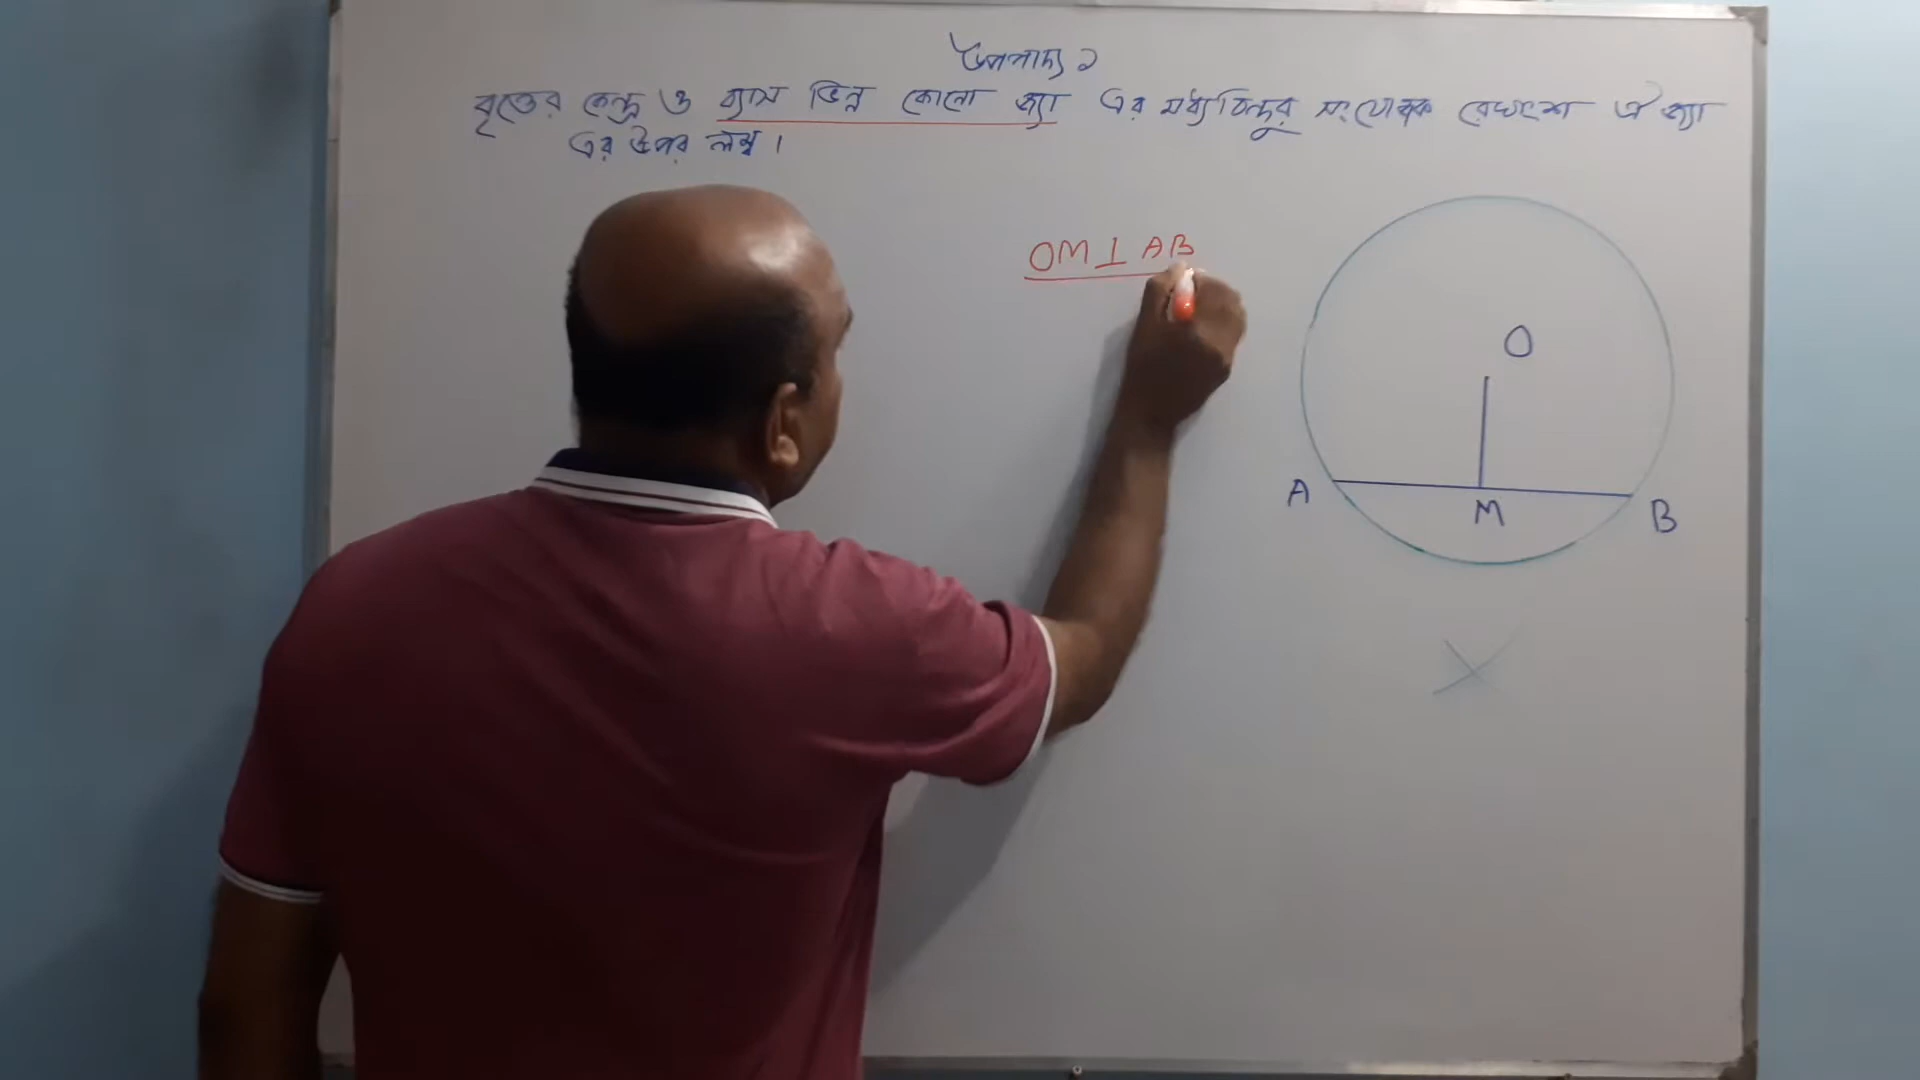 উপপাদ্য ১
বৃত্তের কেন্দ্র ও ব্যাস ভিন্ন কোনো জ্যা এর মধ্যবিন্দুর সংযোজক রেখাংশ ঐ জ্যা
এর উপর লম্ব।
OM ⊥ AB
O
A M B